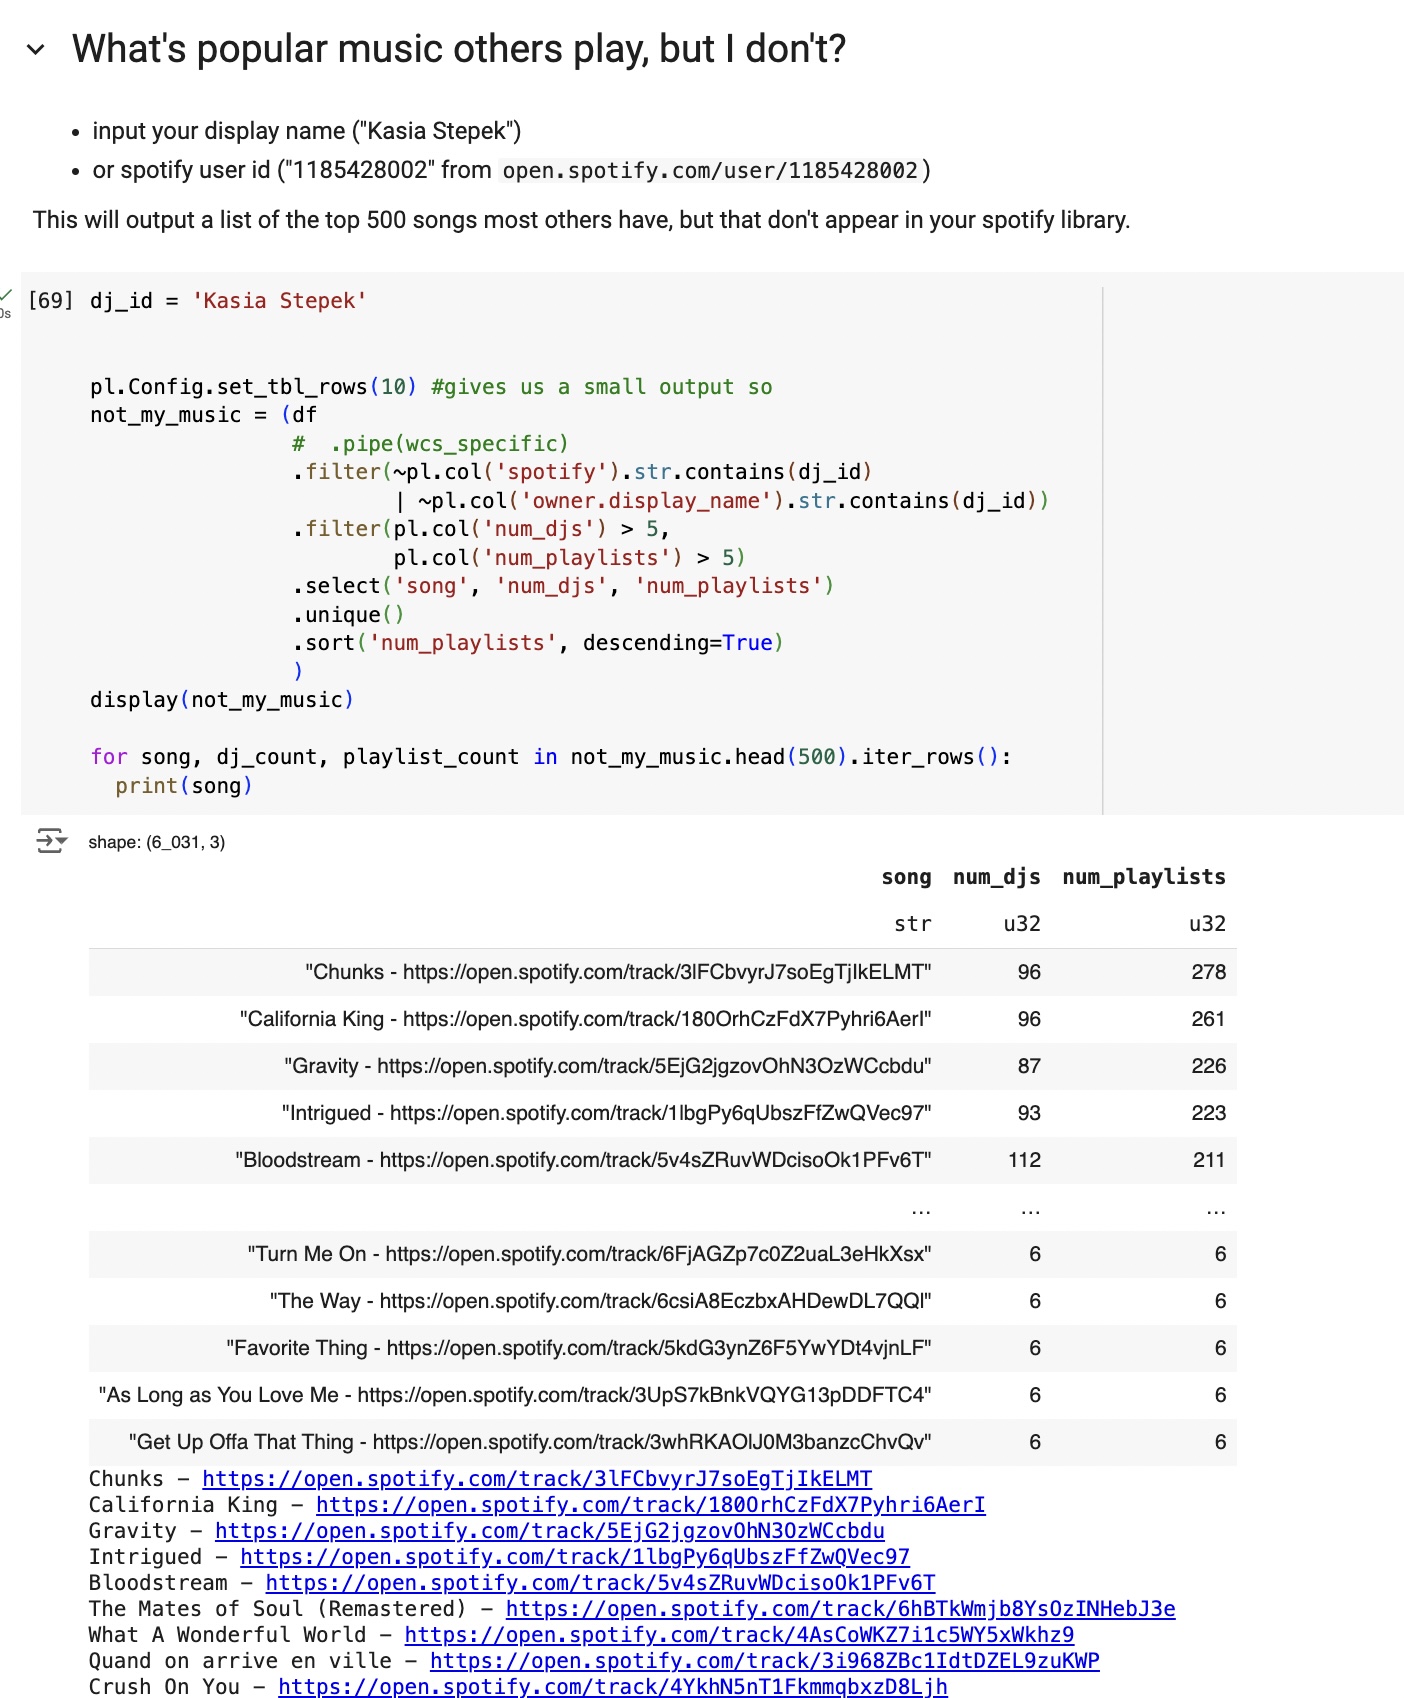 What's popular music others play, but I don't?
• input your display name ("Kasia Stepek")
• or spotify user id ("1185428002" from open.spotify.com/user/1185428002)
This will output a list of the top 500 songs most others have, but that don't appear in your spotify library.
[69] dj_id = 'Kasia Stepek'
0s
pl.Config.set_tbl_rows(10) #gives us a small output so
not_my_music = (df
#  .pipe(wcs_specific)
.filter(~pl.col('spotify').str.contains(dj_id)
| ~pl.col('owner.display_name').str.contains(dj_id))
.filter(pl.col('num_djs') > 5,
pl.col('num_playlists') > 5)
.select('song', 'num_djs', 'num_playlists')
.unique()
.sort('num_playlists', descending=True)
)
display(not_my_music)
for song, dj_count, playlist_count in not_my_music.head(500).iter_rows():
print(song)
shape: (6_031, 3)
song num_djs num_playlists
str u32 u32
"Chunks - https://open.spotify.com/track/3lFCbvyrJ7soEgTjIkELMT" 96 278
"California King - https://open.spotify.com/track/180OrhCzFdX7Pyhri6AerI" 96 261
"Gravity - https://open.spotify.com/track/5EjG2jgzovOhN3OzWCcbdu" 87 226
"Intrigued - https://open.spotify.com/track/1lbgPy6qUbszFfZwQVec97" 93 223
"Bloodstream - https://open.spotify.com/track/5v4sZRuvWDcisoOk1PFv6T" 112 211
… … …
"Turn Me On - https://open.spotify.com/track/6FjAGZp7c0Z2uaL3eHkXsx" 6 6
"The Way - https://open.spotify.com/track/6csiA8EczbxAHDewDL7QQl" 6 6
"Favorite Thing - https://open.spotify.com/track/5kdG3ynZ6F5YwYDt4vjnLF" 6 6
"As Long as You Love Me - https://open.spotify.com/track/3UpS7kBnkVQYG13pDDFTC4" 6 6
"Get Up Offa That Thing - https://open.spotify.com/track/3whRKAOlJ0M3banzcChvQv" 6 6
Chunks - https://open.spotify.com/track/3lFCbvyrJ7soEgTjIkELMT
California King - https://open.spotify.com/track/180OrhCzFdX7Pyhri6AerI
Gravity - https://open.spotify.com/track/5EjG2jgzovOhN3OzWCcbdu
Intrigued - https://open.spotify.com/track/1lbgPy6qUbszFfZwQVec97
Bloodstream - https://open.spotify.com/track/5v4sZRuvWDcisoOk1PFv6T
The Mates of Soul (Remastered) - https://open.spotify.com/track/6hBTkWmjb8YsOzINHebJ3e
What A Wonderful World - https://open.spotify.com/track/4AsCoWKZ7i1c5WY5xWkhz9
Quand on arrive en ville - https://open.spotify.com/track/3i968ZBc1IdtDZEL9zuKWP
Crush On You - https://open.spotify.com/track/4YkhN5nT1FkmmqbxzD8Ljh